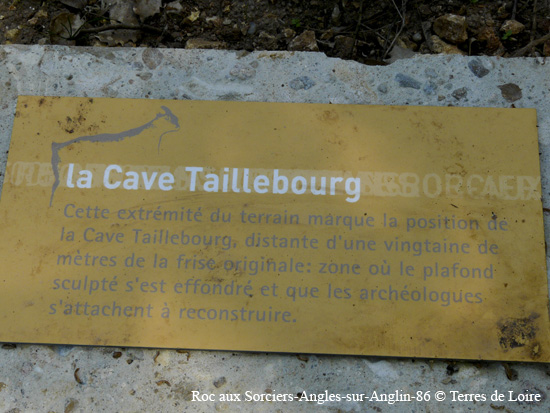 la Cave Taillebourg
Cette extrémité du terrain marque la position de
la Cave Taillebourg, distante d'une vingtaine de
mètres de la frise originale: zone où le plafond
sculpté s'est effondré et que les archéologues
s'attachent à reconstruire.
Roc aux Sorciers-Angles-sur-Anglin-86 © Terres de Loire